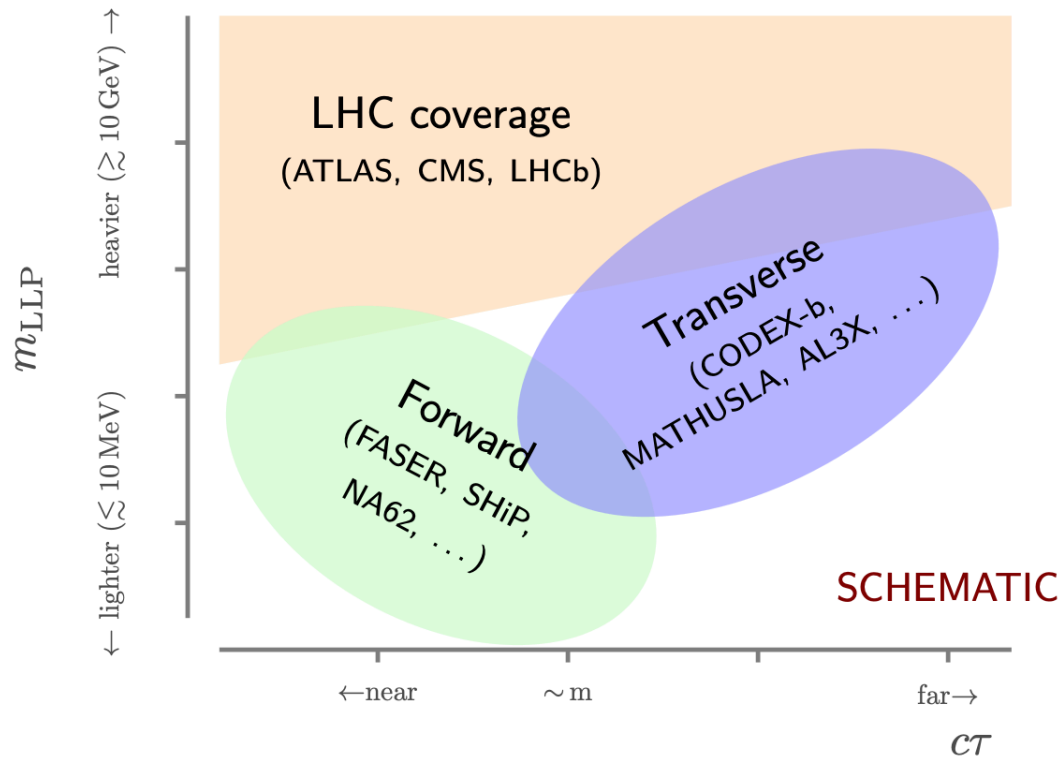 heavier (≳ 10 GeV) →
← lighter (≲ 10 MeV)
m_LLP
LHC coverage
(ATLAS, CMS, LHCb)
Transverse
(CODEX-b,
MATHUSLA, AL3X, ...)
Forward
(FASER, SHiP,
NA62, ...)
SCHEMATIC
←near
∼ m
far→
cτ